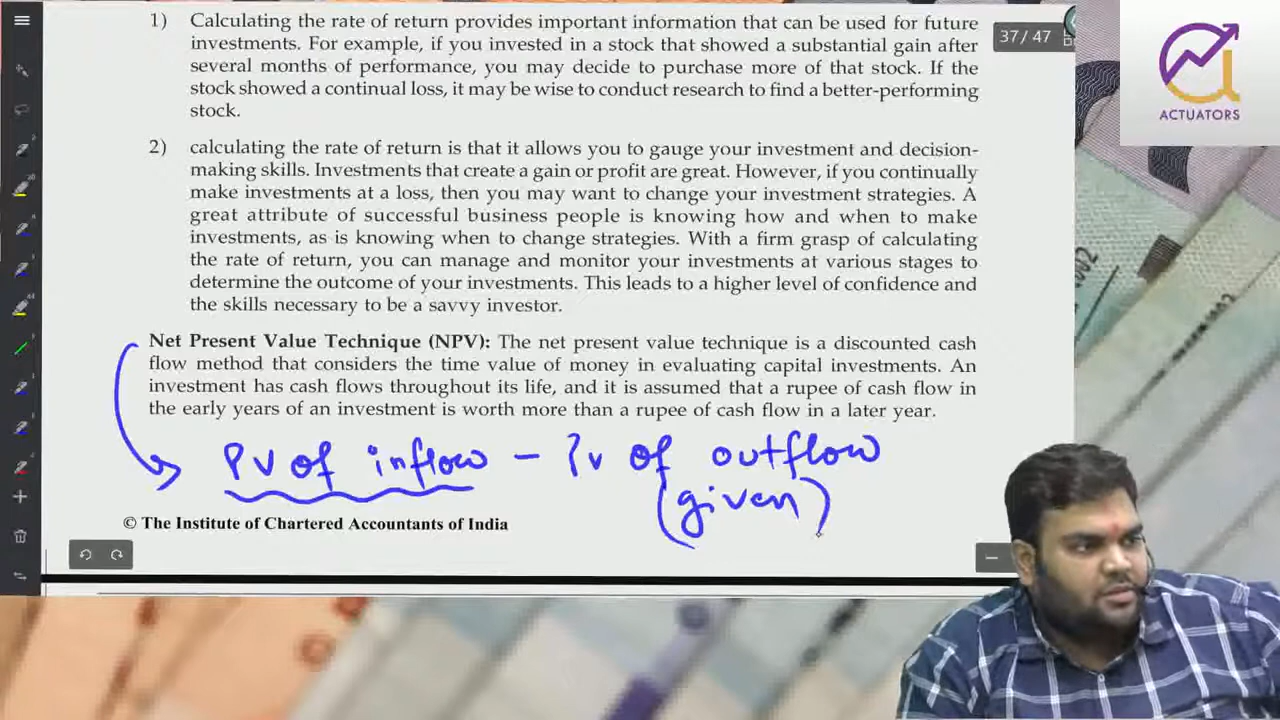 1) Calculating the rate of return provides important information that can be used for future
investments. For example, if you invested in a stock that showed a substantial gain after
several months of performance, you may decide to purchase more of that stock. If the
stock showed a continual loss, it may be wise to conduct research to find a better-performing
stock.
37 / 47
ACTUATORS
2) calculating the rate of return is that it allows you to gauge your investment and decision-
making skills. Investments that create a gain or profit are great. However, if you continually
make investments at a loss, then you may want to change your investment strategies. A
great attribute of successful business people is knowing how and when to make
investments, as is knowing when to change strategies. With a firm grasp of calculating
the rate of return, you can manage and monitor your investments at various stages to
determine the outcome of your investments. This leads to a higher level of confidence and
the skills necessary to be a savvy investor.
Net Present Value Technique (NPV): The net present value technique is a discounted cash
flow method that considers the time value of money in evaluating capital investments. An
investment has cash flows throughout its life, and it is assumed that a rupee of cash flow in
the early years of an investment is worth more than a rupee of cash flow in a later year.
PV of inflow - Pv of outflow
(given)
© The Institute of Chartered Accountants of India